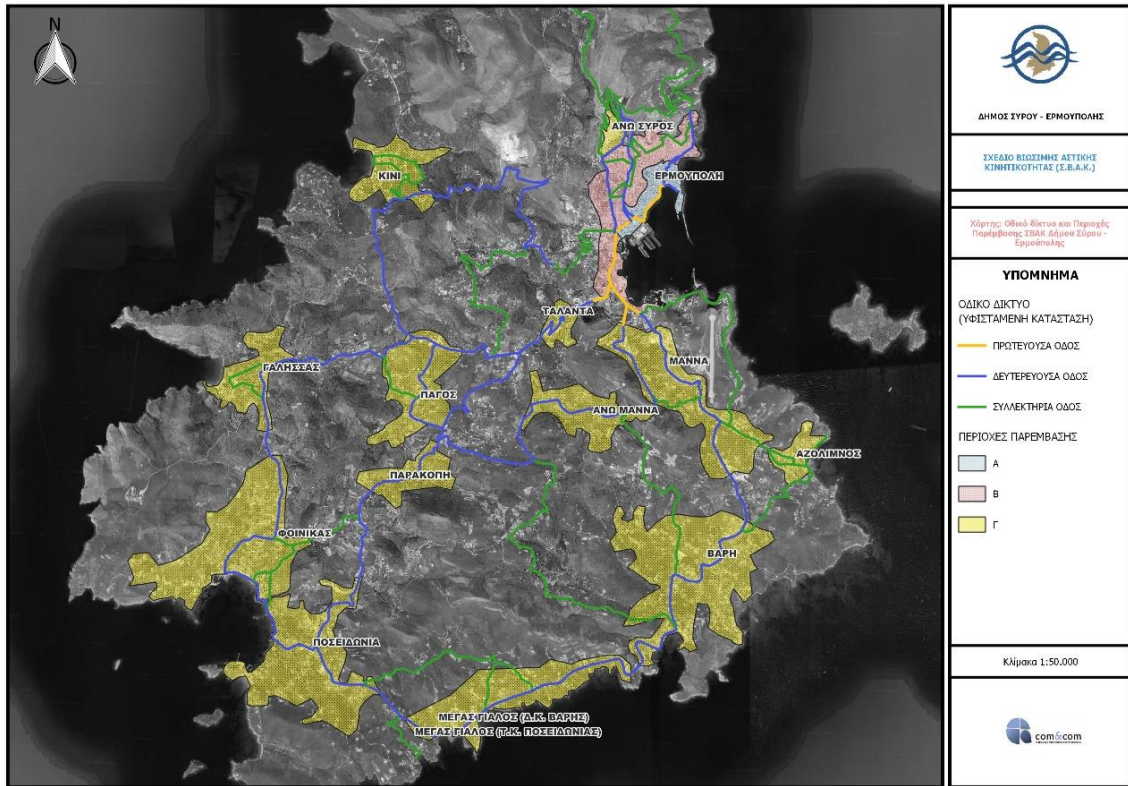 N
ΑΝΩ ΣΥΡΟΣ
ΕΡΜΟΥΠΟΛΗ
ΚΙΝΙ
ΤΑΛΑΝΤΑ
ΜΑΝΝΑ
ΓΑΛΗΣΣΑΣ
ΠΑΓΟΣ
ΑΝΩ ΜΑΝΝΑ
ΑΖΟΛΙΜΝΟΣ
ΠΑΡΑΚΟΠΗ
ΦΟΙΝΙΚΑΣ
ΒΑΡΗ
ΠΟΣΕΙΔΩΝΙΑ
ΜΕΓΑΣ ΓΙΑΛΟΣ (Δ.Κ. ΒΑΡΗΣ)
ΜΕΓΑΣ ΓΙΑΛΟΣ (Τ.Κ. ΠΟΣΕΙΔΩΝΙΑΣ)
ΔΗΜΟΣ ΣΥΡΟΥ - ΕΡΜΟΥΠΟΛΗΣ
ΣΧΕΔΙΟ ΒΙΩΣΙΜΗΣ ΑΣΤΙΚΗΣ
ΚΙΝΗΤΙΚΟΤΗΤΑΣ (Σ.Β.Α.Κ.)
Χάρτης: Οδικό δίκτυο και Περιοχές
Παρέμβασης ΣΒΑΚ Δήμου Σύρου -
Ερμούπολης
ΥΠΟΜΝΗΜΑ
ΟΔΙΚΟ ΔΙΚΤΥΟ
(ΥΦΙΣΤΑΜΕΝΗ ΚΑΤΑΣΤΑΣΗ)
ΠΡΩΤΕΥΟΥΣΑ ΟΔΟΣ
ΔΕΥΤΕΡΕΥΟΥΣΑ ΟΔΟΣ
ΣΥΛΛΕΚΤΗΡΙΑ ΟΔΟΣ
ΠΕΡΙΟΧΕΣ ΠΑΡΕΜΒΑΣΗΣ
Α
Β
Γ
Κλίμακα 1:50.000
com&com